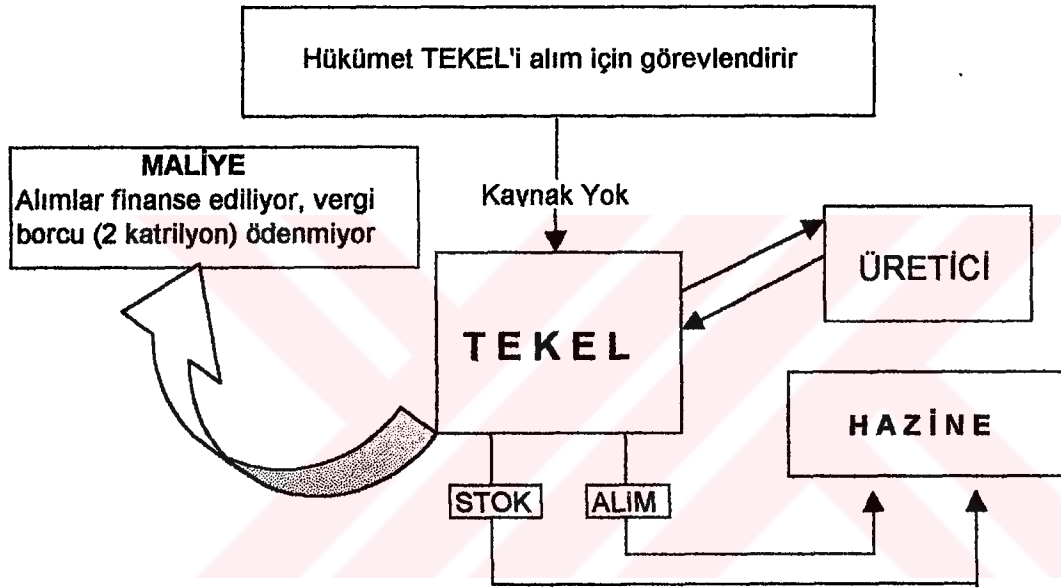 Hükümet TEKEL'i alım için görevlendirir
MALİYE
Alımlar finanse ediliyor, vergi
borcu (2 katrilyon) ödenmiyor
Kaynak Yok
TEKEL
ÜRETİCİ
HAZİNE
STOK
ALIM